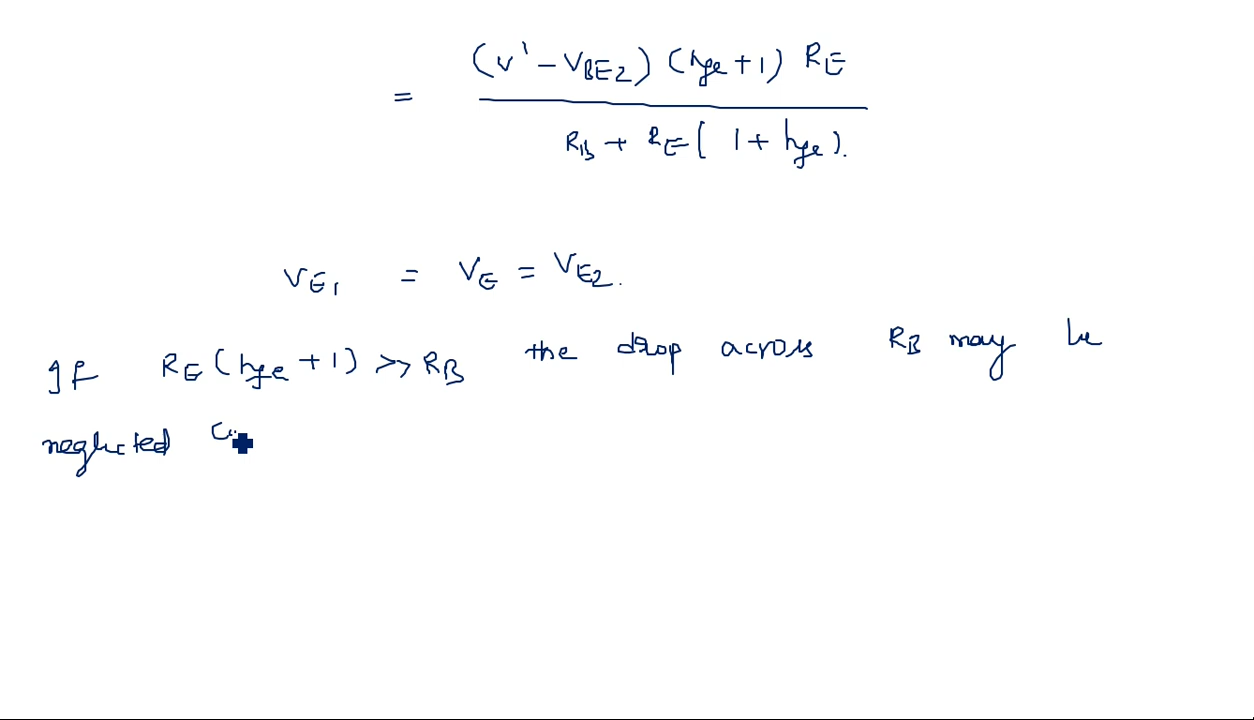 = (V' - VBE2) (hfe+1) RE
RB + RE( 1+ hfe).
VE1 = VE = VE2.
If RE(hfe+1) >> RB the drop across RB may be
neglected